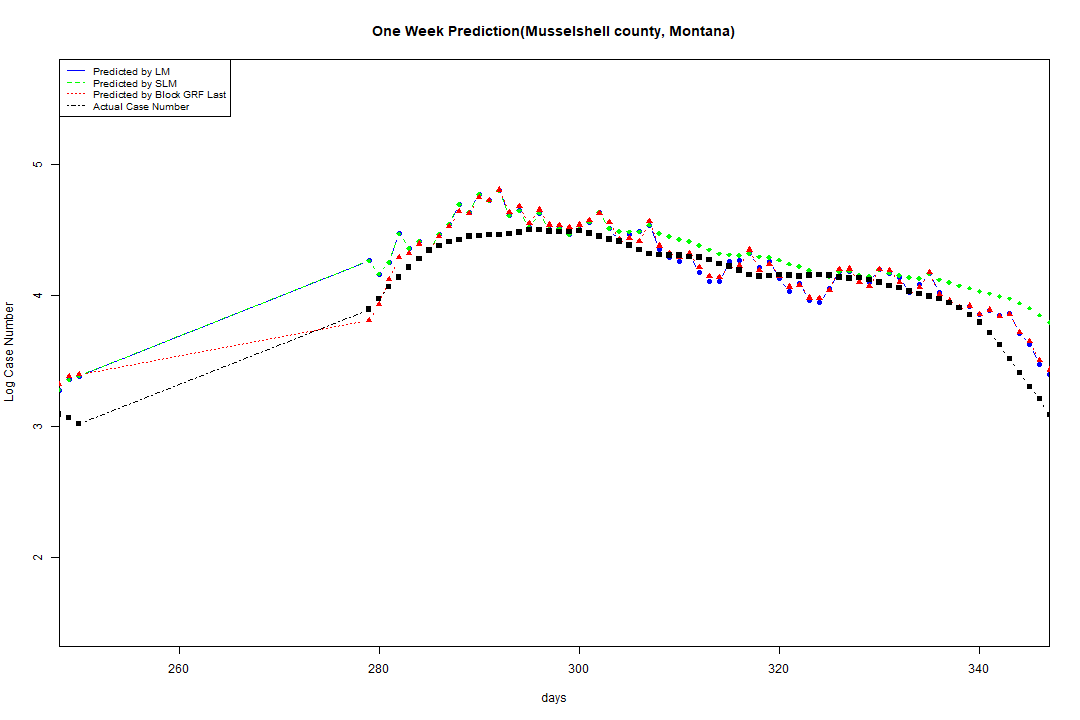 One Week Prediction(Musselshell county, Montana)
Predicted by LM
Predicted by SLM
Predicted by Block GRF Last
Actual Case Number
5
4
3
2
Log Case Number
260 280 300 320 340
days